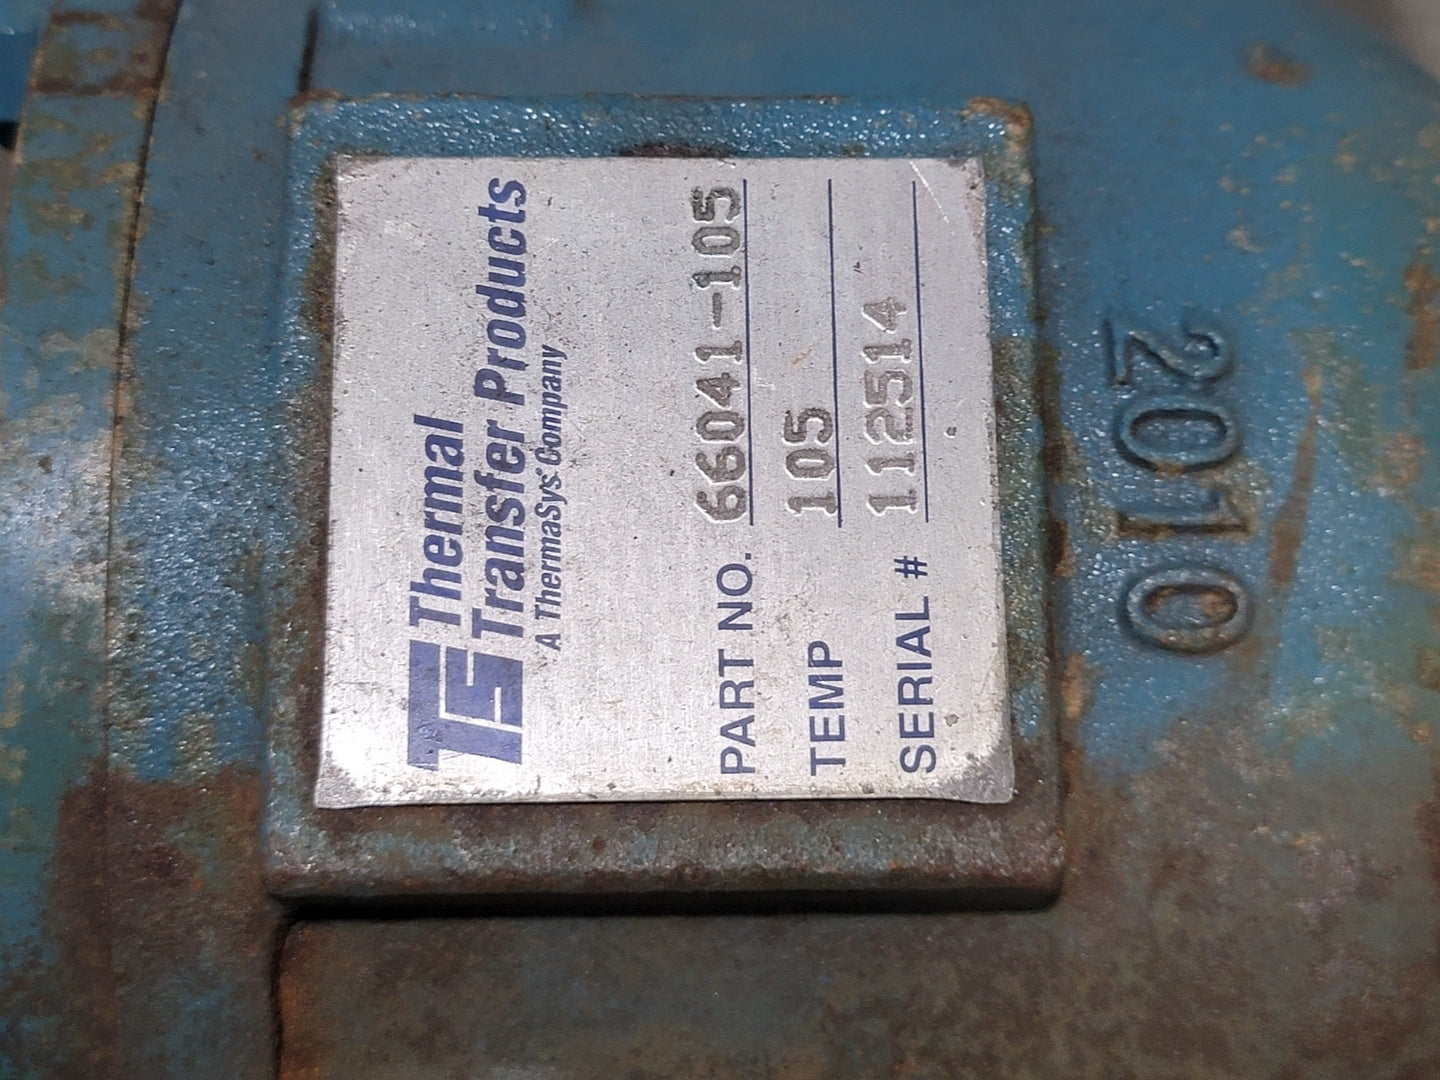 TS Thermal
Transfer Products
A ThermaSys® Company
PART NO. 66041-105
TEMP 105
SERIAL # 112514
2010